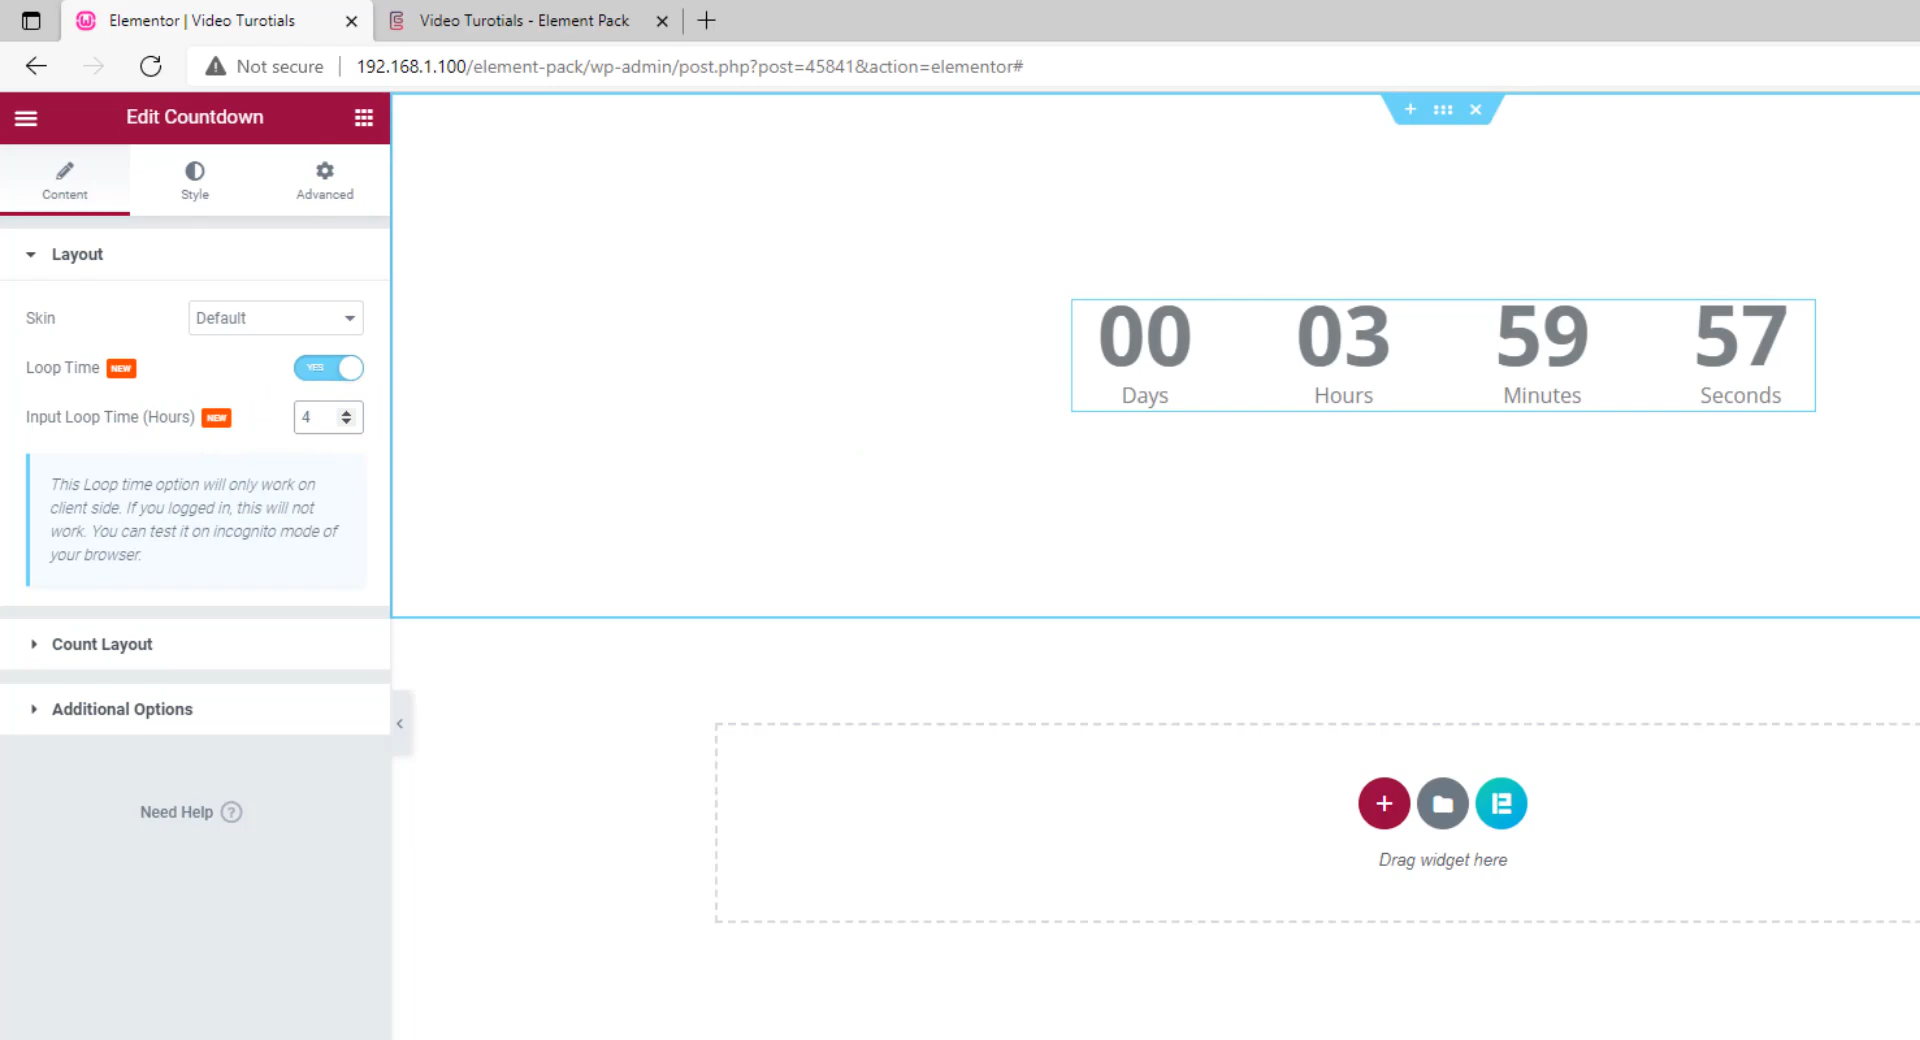 Elementor | Video Turotials
Video Turotials - Element Pack
Not secure
192.168.1.100/element-pack/wp-admin/post.php?post=45841&action=elementor#
Edit Countdown
Content
Style
Advanced
Layout
Skin
Default
Loop Time NEW
YES
Input Loop Time (Hours) NEW
4
This Loop time option will only work on
client side. If you logged in, this will not
work. You can test it on incognito mode of
your browser.
Count Layout
Additional Options
Need Help ?
00 03 59 57
Days Hours Minutes Seconds
Drag widget here